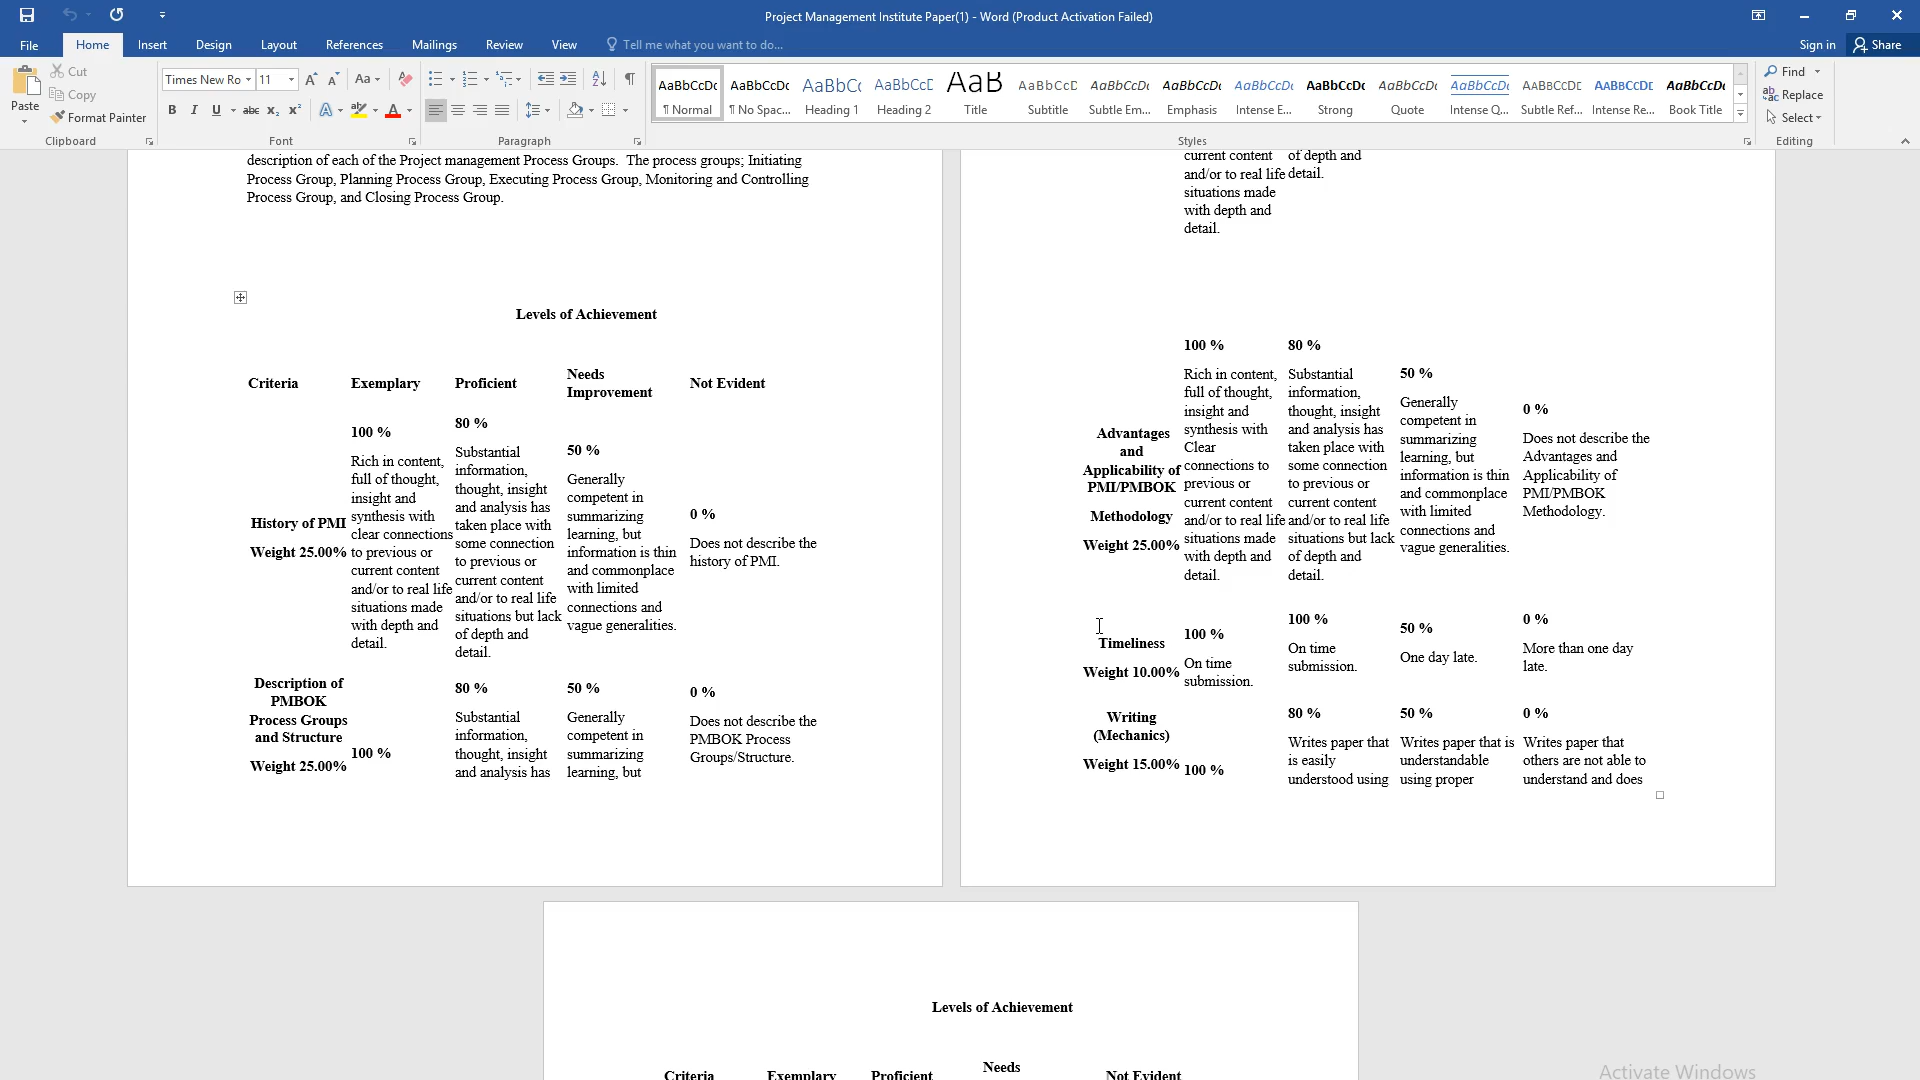 Project Management Institute Paper(1) - Word (Product Activation Failed)
File
Home
Insert
Design
Layout
References
Mailings
Review
View
Tell me what you want to do...
Sign in
Share
Paste
Cut
Copy
Format Painter
Clipboard
Times New Ro
11
Font
Paragraph
AaBbCcDc
¶ Normal
AaBbCcDc
¶ No Spac...
AaBbCc
Heading 1
AaBbCcE
Heading 2
AaB
Title
AaBbCcD
Subtitle
AaBbCcDc
Subtle Em...
AaBbCcDc
Emphasis
AaBbCcDc
Intense E...
AaBbCcDc
Strong
AaBbCcDc
Quote
AaBbCcDc
Intense Q...
AABBCCDE
Subtle Ref...
AABBCCDE
Intense Re...
AaBbCcDc
Book Title
Styles
Find
Replace
Select
Editing
description of each of the Project management Process Groups. The process groups; Initiating
Process Group, Planning Process Group, Executing Process Group, Monitoring and Controlling
Process Group, and Closing Process Group.
Levels of Achievement
Criteria
Exemplary
Proficient
Needs
Improvement
Not Evident
History of PMI
Weight 25.00%
100 %
Rich in content,
full of thought,
insight and
synthesis with
clear connections
to previous or
current content
and/or to real life
situations made
with depth and
detail.
80 %
Substantial
information,
thought, insight
and analysis has
taken place with
some connection
to previous or
current content
and/or to real life
situations but lack
of depth and
detail.
50 %
Generally
competent in
summarizing
learning, but
information is thin
and commonplace
with limited
connections and
vague generalities.
0 %
Does not describe the
history of PMI.
Description of
PMBOK
Process Groups
and Structure
Weight 25.00%
100 %
80 %
Substantial
information,
thought, insight
and analysis has
50 %
Generally
competent in
summarizing
learning, but
0 %
Does not describe the
PMBOK Process
Groups/Structure.
current content
and/or to real life
situations made
with depth and
detail.
of depth and
detail.
Advantages
and
Applicability of
PMI/PMBOK
Methodology
Weight 25.00%
100 %
Rich in content,
full of thought,
insight and
synthesis with
Clear
connections to
previous or
current content
and/or to real life
situations made
with depth and
detail.
80 %
Substantial
information,
thought, insight
and analysis has
taken place with
some connection
to previous or
current content
and/or to real life
situations but lack
of depth and
detail.
50 %
Generally
competent in
summarizing
learning, but
information is thin
and commonplace
with limited
connections and
vague generalities.
0 %
Does not describe the
Advantages and
Applicability of
PMI/PMBOK
Methodology.
Timeliness
Weight 10.00%
100 %
On time
submission.
100 %
On time
submission.
50 %
One day late.
0 %
More than one day
late.
Writing
(Mechanics)
Weight 15.00%
100 %
80 %
Writes paper that
is easily
understood using
50 %
Writes paper that is
understandable
using proper
0 %
Writes paper that
others are not able to
understand and does
Levels of Achievement
Criteria
Exemplary
Proficient
Needs
Not Evident
Activate Windows